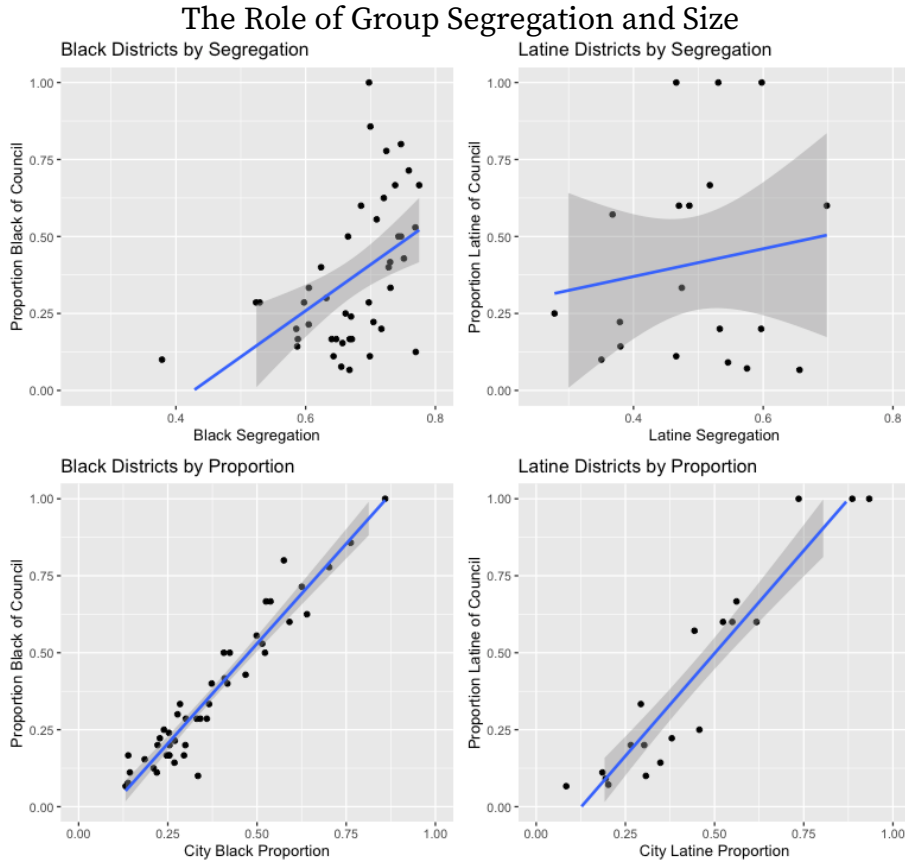 The Role of Group Segregation and Size
Black Districts by Segregation
Proportion Black of Council
1.00
0.75
0.50
0.25
0.00
0.4 0.6 0.8
Black Segregation
Latine Districts by Segregation
Proportion Latine of Council
1.00
0.75
0.50
0.25
0.00
0.4 0.6 0.8
Latine Segregation
Black Districts by Proportion
Proportion Black of Council
1.00
0.75
0.50
0.25
0.00
0.00 0.25 0.50 0.75 1.00
City Black Proportion
Latine Districts by Proportion
Proportion Latine of Council
1.00
0.75
0.50
0.25
0.00
0.00 0.25 0.50 0.75 1.00
City Latine Proportion